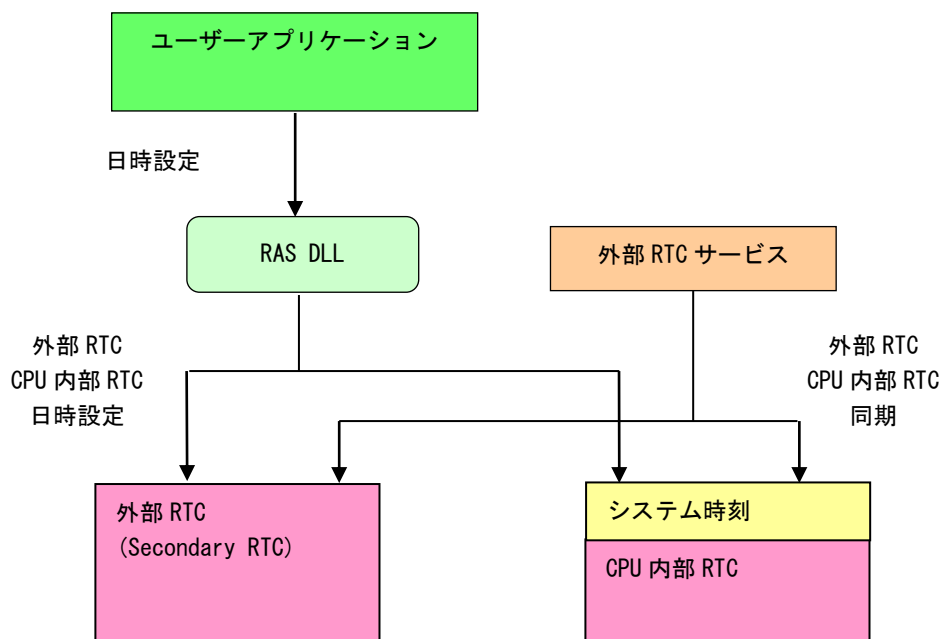 ユーザーアプリケーション
日時設定
RAS DLL
外部 RTC サービス
外部 RTC
CPU 内部 RTC
日時設定
外部 RTC
CPU 内部 RTC
同期
外部 RTC
(Secondary RTC)
システム時刻
CPU 内部 RTC